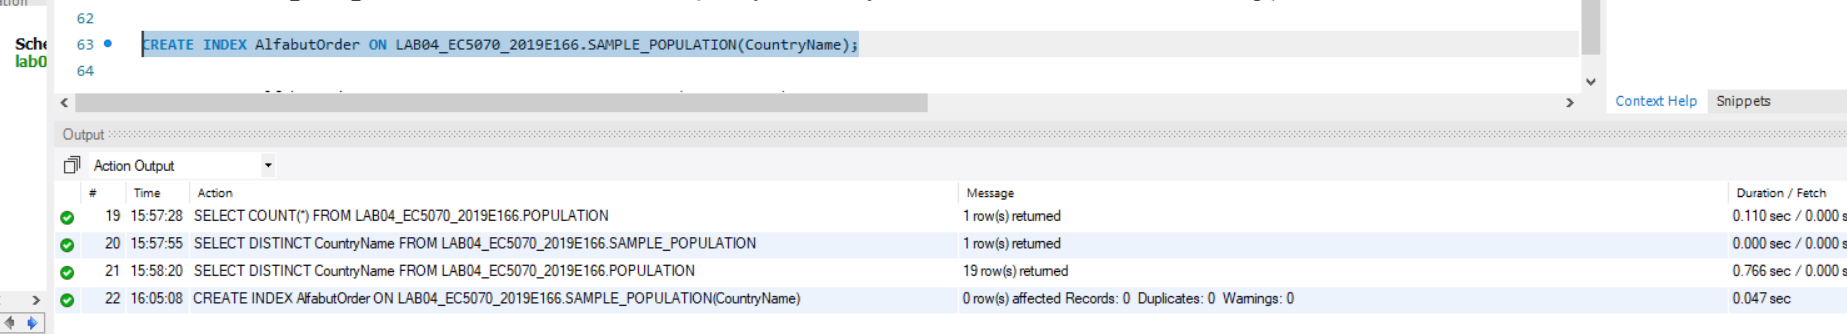 ation
62
Sche
63 CREATE INDEX AlfabutOrder ON LAB04_EC5070_2019E166.SAMPLE_POPULATION(CountryName);
lab0
64
Context Help Snippets
Output
Action Output
# Time Action Message Duration / Fetch
19 15:57:28 SELECT COUNT(*) FROM LAB04_EC5070_2019E166.POPULATION 1 row(s) returned 0.110 sec / 0.000 s
20 15:57:55 SELECT DISTINCT CountryName FROM LAB04_EC5070_2019E166.SAMPLE_POPULATION 1 row(s) returned 0.000 sec / 0.000 s
21 15:58:20 SELECT DISTINCT CountryName FROM LAB04_EC5070_2019E166.POPULATION 19 row(s) returned 0.766 sec / 0.000 s
22 16:05:08 CREATE INDEX AlfabutOrder ON LAB04_EC5070_2019E166.SAMPLE_POPULATION(CountryName) 0 row(s) affected Records: 0 Duplicates: 0 Warnings: 0 0.047 sec